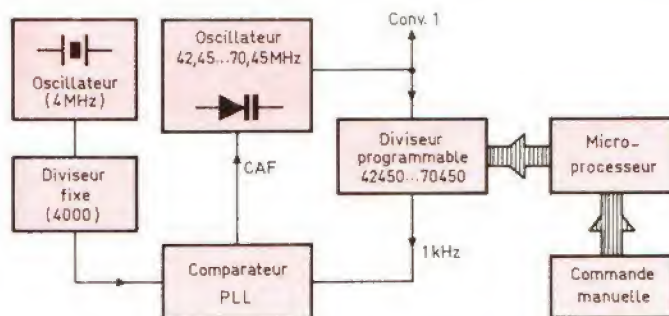 Oscillateur
(4MHz)
Diviseur
fixe
(4000)
Oscillateur
42,45...70,45MHz
CAF
Comparateur
PLL
Conv. 1
Diviseur
programmable
42450...70450
1kHz
Micro-
processeur
Commande
manuelle